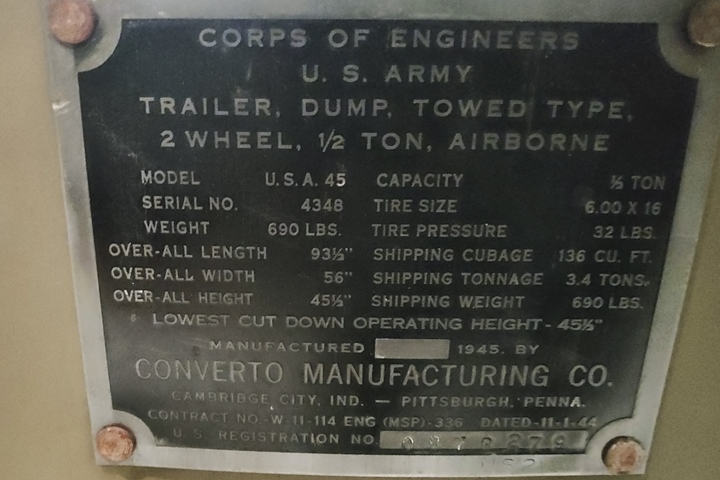 CORPS OF ENGINEERS
U. S. ARMY
TRAILER, DUMP, TOWED TYPE,
2 WHEEL, 1/2 TON, AIRBORNE
MODEL U.S.A. 45 CAPACITY ½ TON
SERIAL NO. 4348 TIRE SIZE 6.00 X 16
WEIGHT 690 LBS. TIRE PRESSURE 32 LBS.
OVER-ALL LENGTH 93½" SHIPPING CUBAGE 136 CU. FT.
OVER-ALL WIDTH 56" SHIPPING TONNAGE 3.4 TONS.
OVER-ALL HEIGHT 45½" SHIPPING WEIGHT 690 LBS.
LOWEST CUT DOWN OPERATING HEIGHT - 45½"
MANUFACTURED 1945. BY
CONVERTO MANUFACTURING CO.
CAMBRIDGE CITY, IND. — PITTSBURGH, PENNA.
CONTRACT NO.-W-11-114 ENG (MSP)-336 DATED-11-1-44
U. S. REGISTRATION NO.